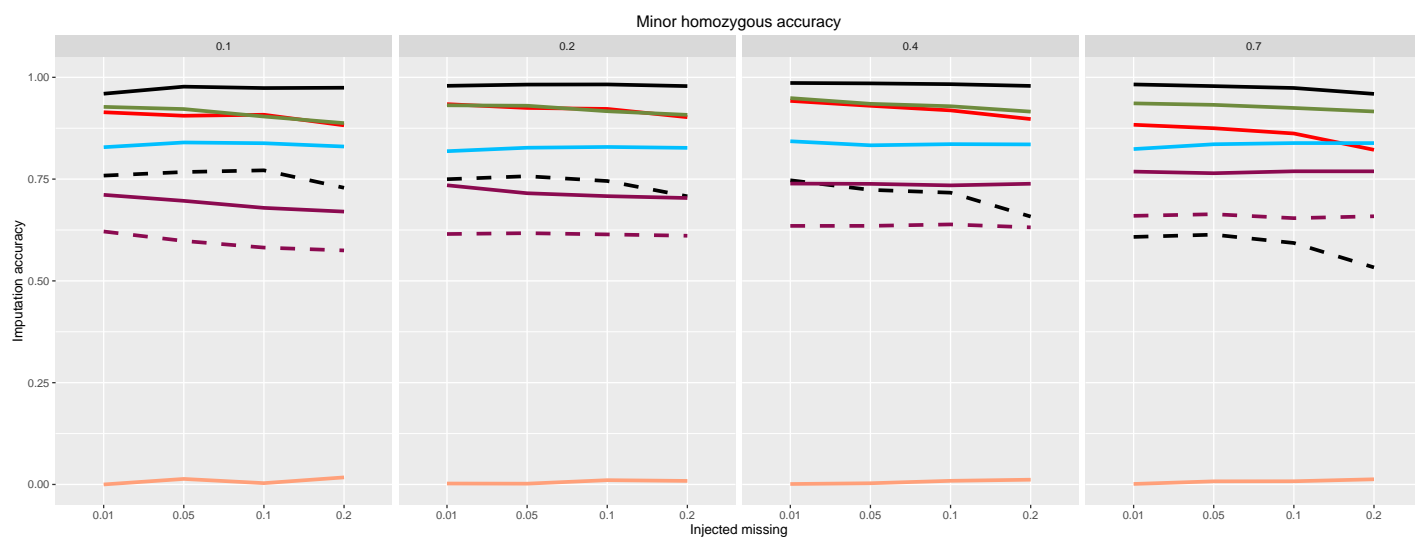 Minor homozygous accuracy
0.1 0.2 0.4 0.7
Imputation accuracy
1.00
0.75
0.50
0.25
0.00
0.01 0.05 0.1 0.2 0.01 0.05 0.1 0.2 0.01 0.05 0.1 0.2 0.01 0.05 0.1 0.2
Injected missing